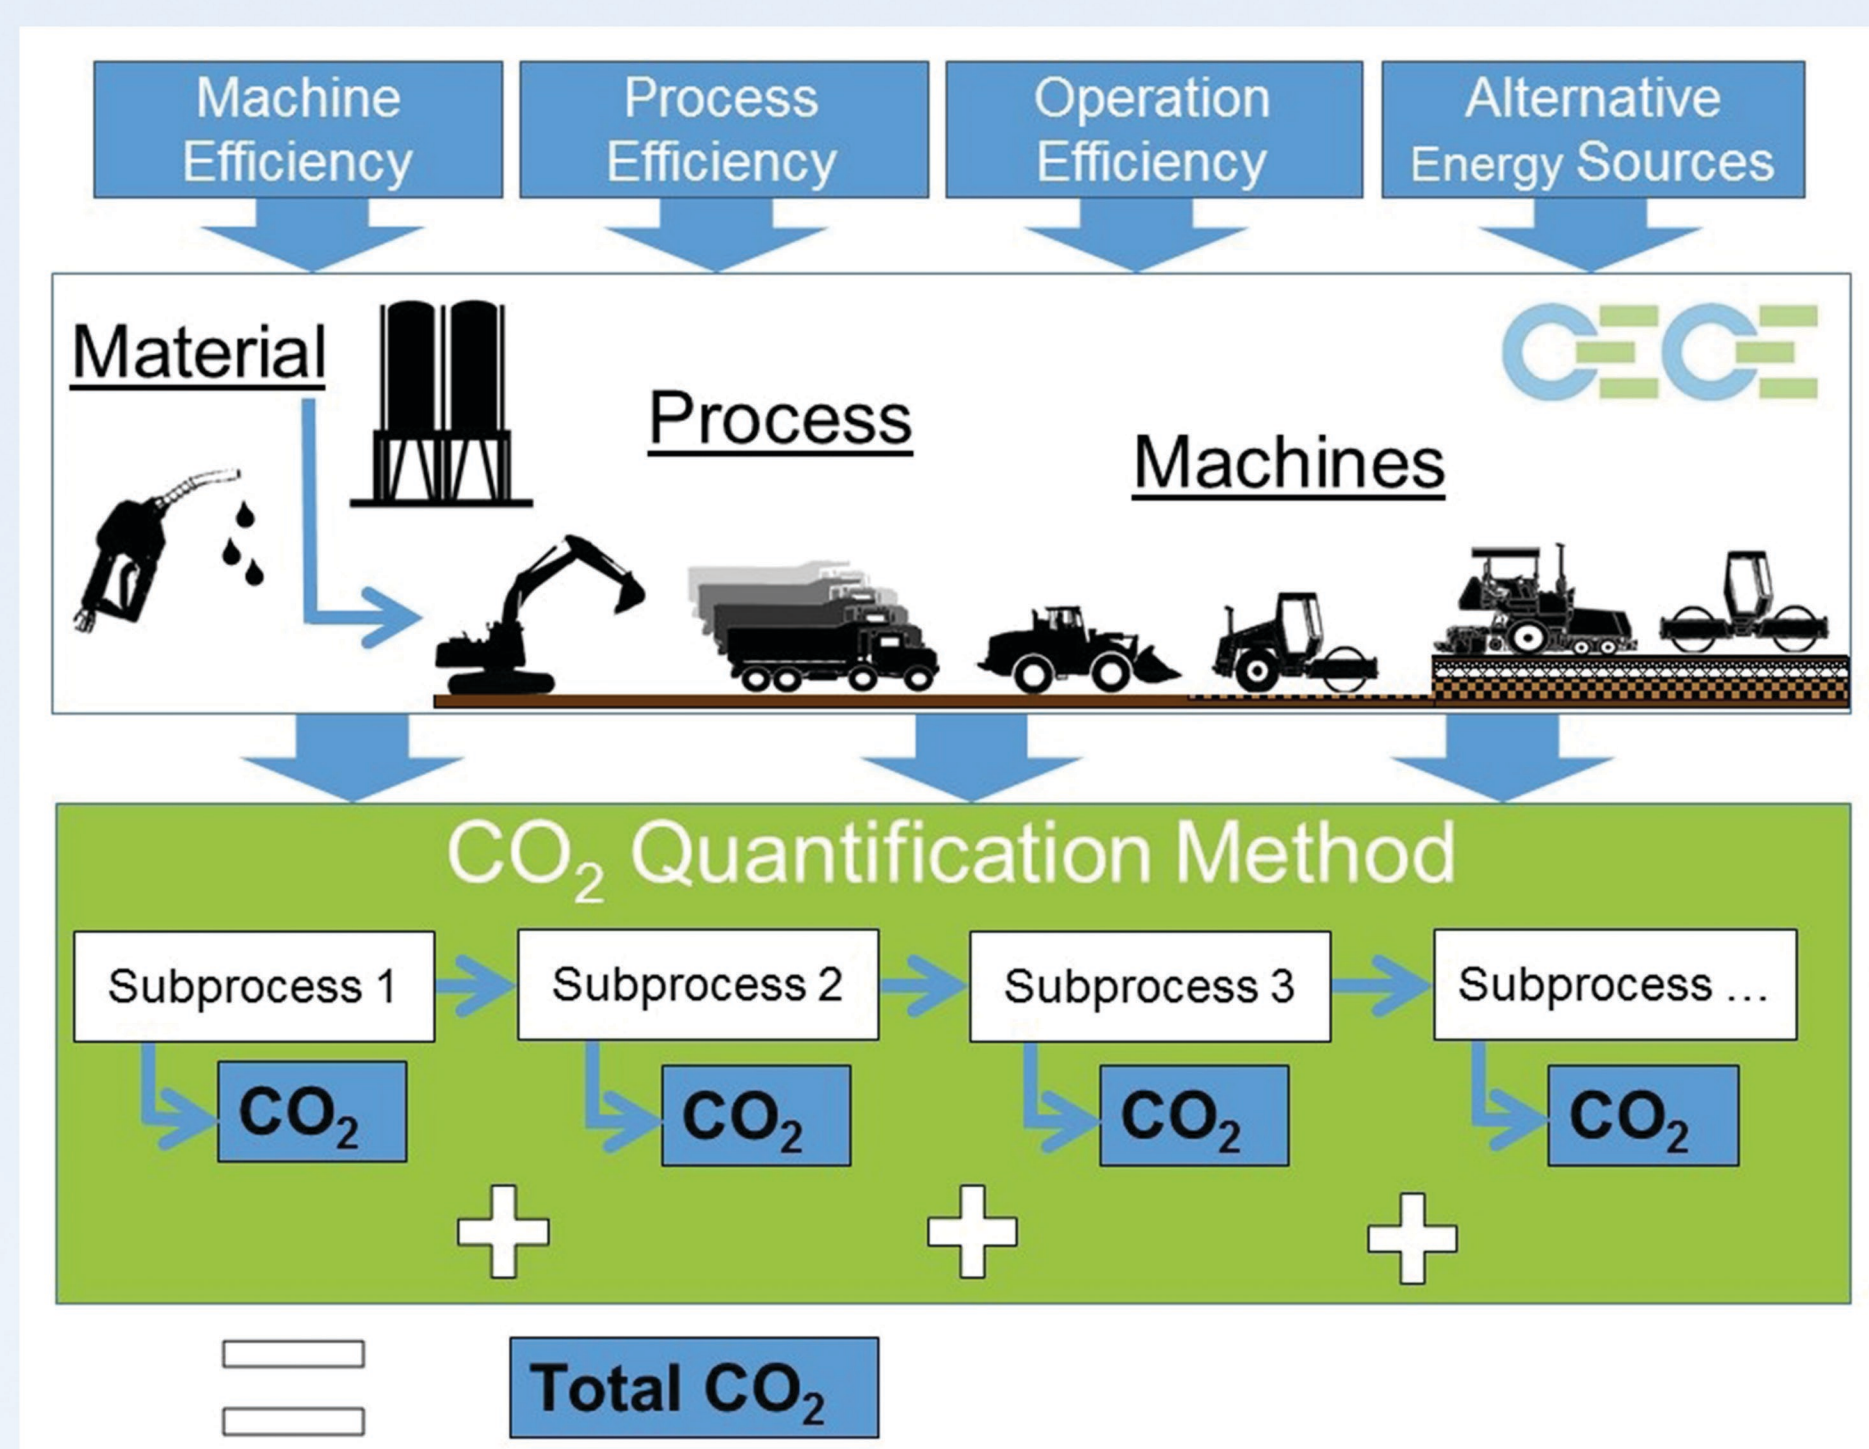 Machine
Efficiency
Process
Efficiency
Operation
Efficiency
Alternative
Energy Sources
Material
Process
Machines
CECE
CO₂ Quantification Method
Subprocess 1
Subprocess 2
Subprocess 3
Subprocess ...
CO₂
CO₂
CO₂
CO₂
+
+
+
=
Total CO₂